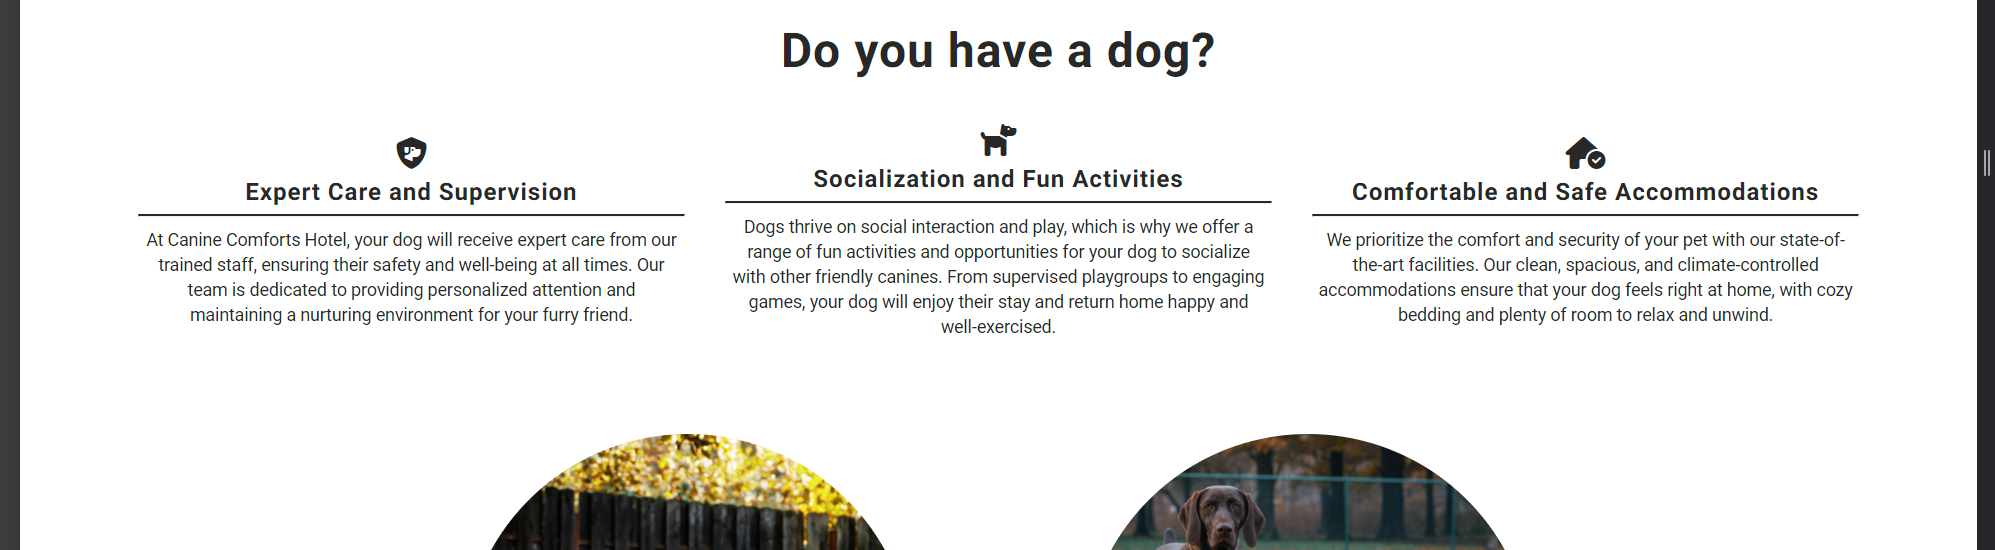 Do you have a dog?
Expert Care and Supervision
At Canine Comforts Hotel, your dog will receive expert care from our
trained staff, ensuring their safety and well-being at all times. Our
team is dedicated to providing personalized attention and
maintaining a nurturing environment for your furry friend.
Socialization and Fun Activities
Dogs thrive on social interaction and play, which is why we offer a
range of fun activities and opportunities for your dog to socialize
with other friendly canines. From supervised playgroups to engaging
games, your dog will enjoy their stay and return home happy and
well-exercised.
Comfortable and Safe Accommodations
We prioritize the comfort and security of your pet with our state-of-
the-art facilities. Our clean, spacious, and climate-controlled
accommodations ensure that your dog feels right at home, with cozy
bedding and plenty of room to relax and unwind.